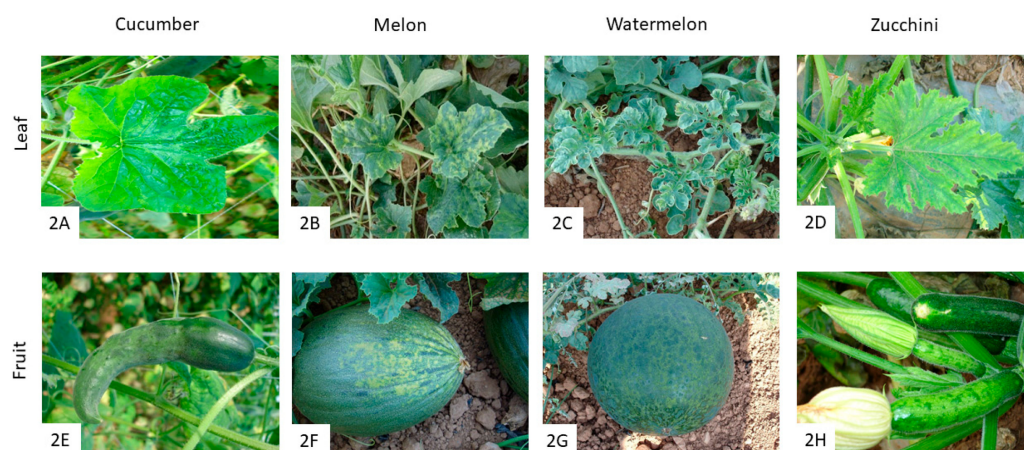 Cucumber
Melon
Watermelon
Zucchini
Leaf
2A
2B
2C
2D
Fruit
2E
2F
2G
2H